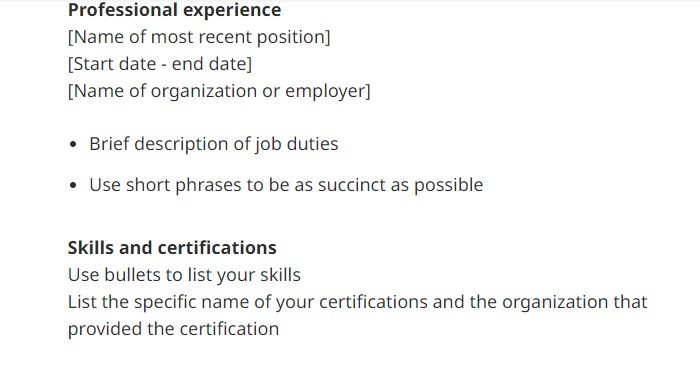 Professional experience
[Name of most recent position]
[Start date - end date]
[Name of organization or employer]
• Brief description of job duties
• Use short phrases to be as succinct as possible
Skills and certifications
Use bullets to list your skills
List the specific name of your certifications and the organization that
provided the certification